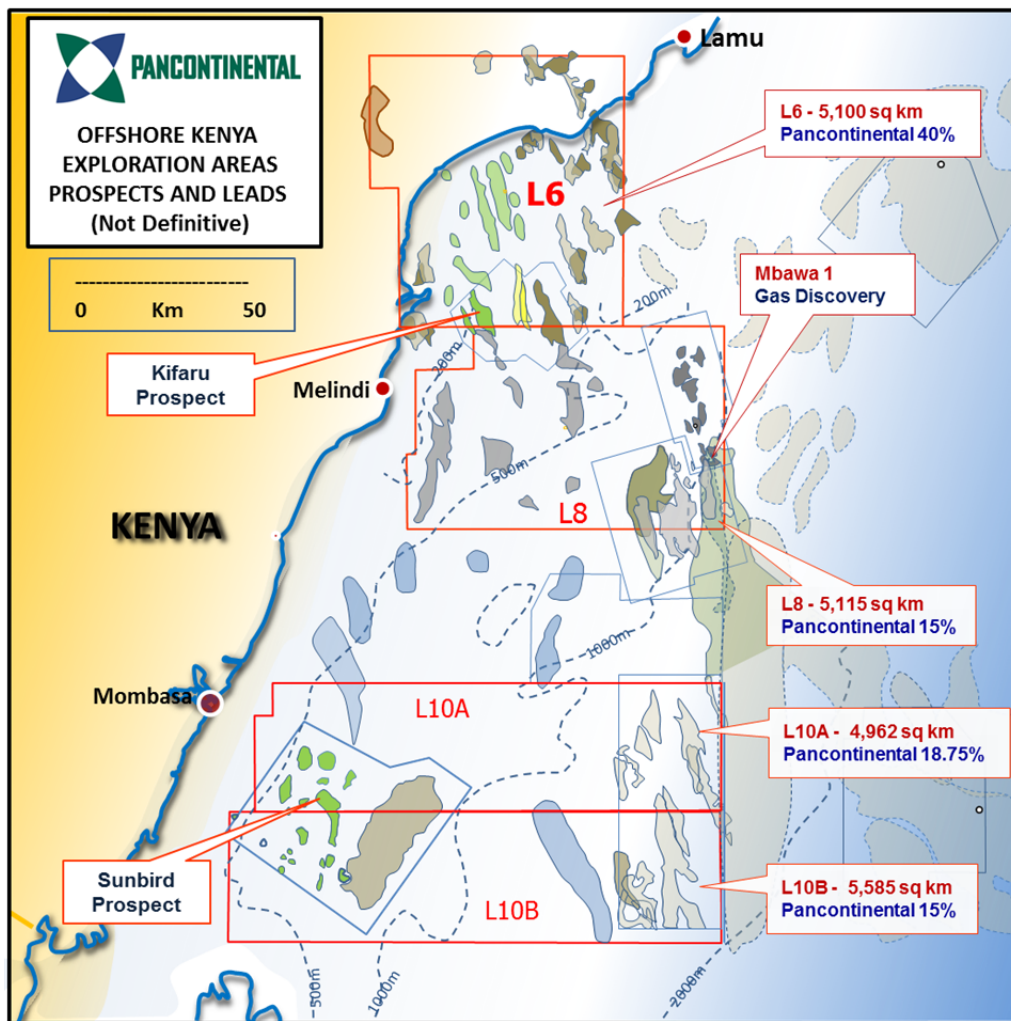 PANCONTINENTAL
OFFSHORE KENYA
EXPLORATION AREAS
PROSPECTS AND LEADS
(Not Definitive)
0 Km 50
Lamu
L6 - 5,100 sq km
Pancontinental 40%
L6
Mbawa 1
Gas Discovery
200m
200m
Kifaru
Prospect
Melindi
500m
L8
KENYA
L8 - 5,115 sq km
Pancontinental 15%
1000m
Mombasa
L10A
L10A - 4,962 sq km
Pancontinental 18.75%
Sunbird
Prospect
L10B
L10B - 5,585 sq km
Pancontinental 15%
500m
1000m
2000m